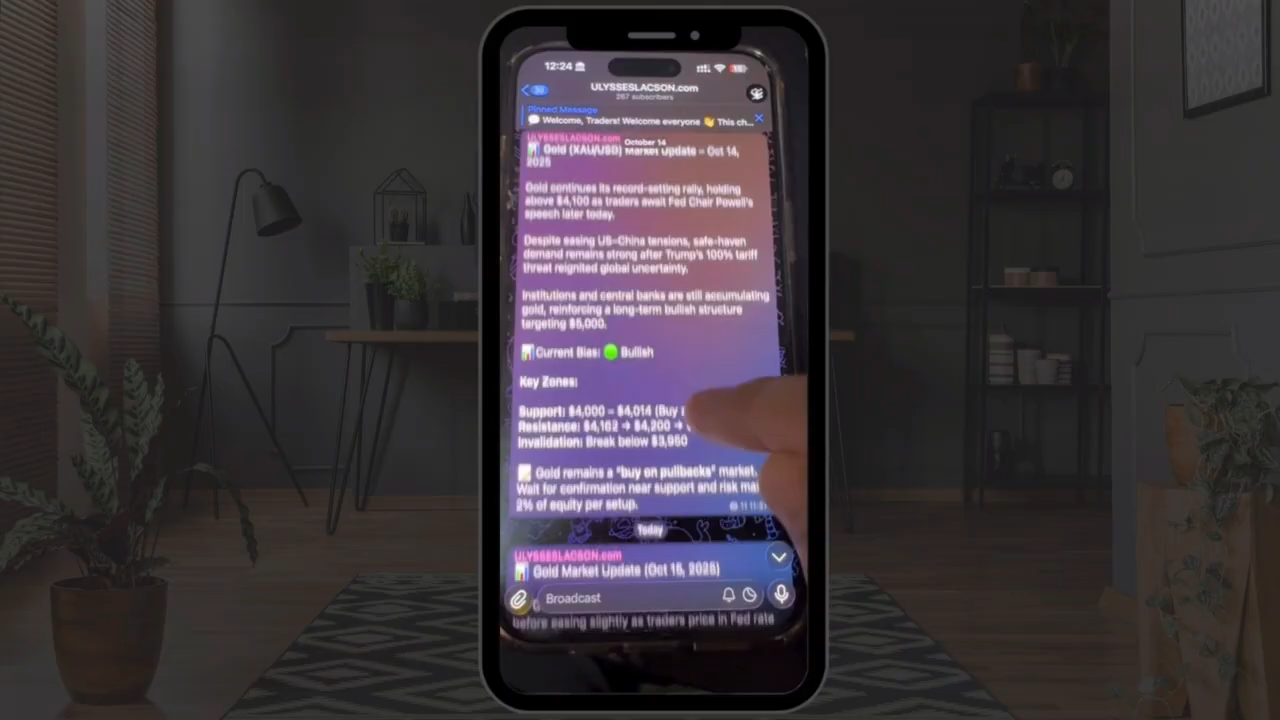 12:24
ULYSSESLACSON.com
267 subscribers
Pinned Message
💬 Welcome, Traders! Welcome everyone 👋 This ch...
October 14
ULYSSESLACSON.com
📊 Gold (XAU/USD) Market Update – Oct 14,
2025
Gold continues its record-setting rally, holding
above $4,100 as traders await Fed Chair Powell's
speech later today.
Despite easing US–China tensions, safe-haven
demand remains strong after Trump's 100% tariff
threat reignited global uncertainty.
Institutions and central banks are still accumulating
gold, reinforcing a long-term bullish structure
targeting $5,000.
📊Current Bias: 🟢 Bullish
Key Zones:
Support: $4,000 – $4,014 (Buy
Resistance: $4,162 → $4,200 →
Invalidation: Break below $3,960
Gold remains a "buy on pullbacks" market.
Wait for confirmation near support and risk
2% of equity per setup.
Today
ULYSSESLACSON.com
📊 Gold Market Update (Oct 15, 2025)
Broadcast
before easing slightly as traders price in Fed rate